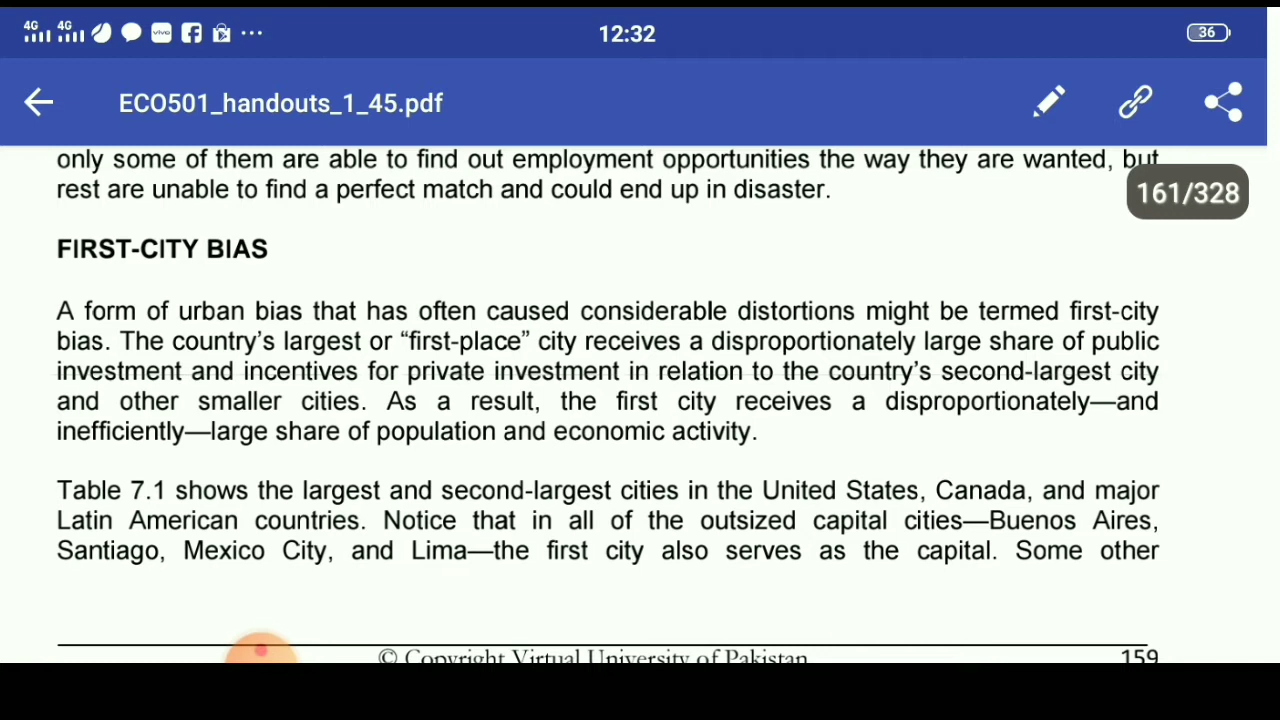 4G 4G vivo ... 12:32 36
ECO501_handouts_1_45.pdf
only some of them are able to find out employment opportunities the way they are wanted, but
161/328
rest are unable to find a perfect match and could end up in disaster.
FIRST-CITY BIAS
A form of urban bias that has often caused considerable distortions might be termed first-city
bias. The country’s largest or “first-place” city receives a disproportionately large share of public
investment and incentives for private investment in relation to the country’s second-largest city
and other smaller cities. As a result, the first city receives a disproportionately—and
inefficiently—large share of population and economic activity.
Table 7.1 shows the largest and second-largest cities in the United States, Canada, and major
Latin American countries. Notice that in all of the outsized capital cities—Buenos Aires,
Santiago, Mexico City, and Lima—the first city also serves as the capital. Some other
© Copyright Virtual University of Pakistan 159